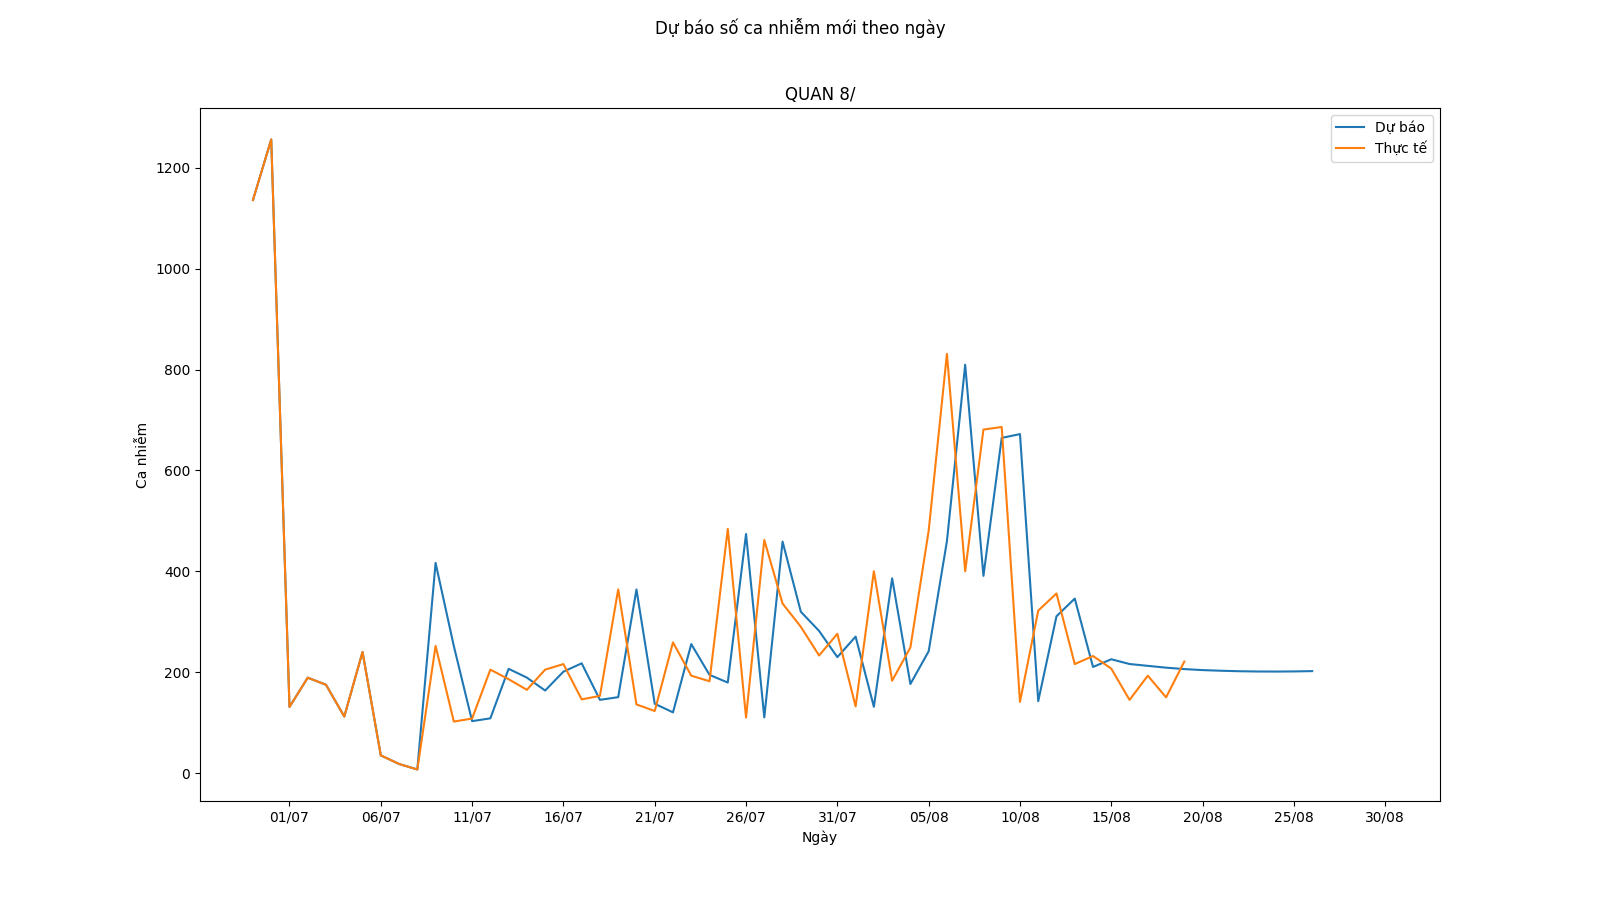 Dự báo số ca nhiễm mới theo ngày
QUAN 8/
Dự báo
Thực tế
1200
1000
800
600
400
200
0
Ca nhiễm
01/07 06/07 11/07 16/07 21/07 26/07 31/07 05/08 10/08 15/08 20/08 25/08 30/08
Ngày